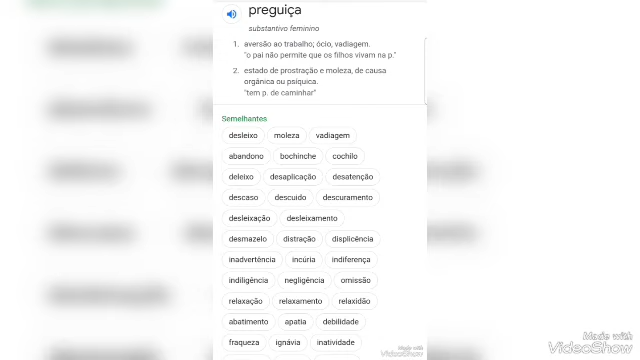 preguiça
substantivo feminino
1. aversão ao trabalho; ócio, vadiagem.
"o pai não permite que os filhos vivam na p."
2. estado de prostração e moleza, de causa
orgânica ou psíquica.
"tem p. de caminhar"
Semelhantes
desleixo moleza vadiagem
abandono bochinche cochilo
deleixo desaplicação desatenção
descaso descuido descuramento
desleixação desleixamento
desmazelo distração displicência
inadvertência incúria indiferença
indiligência negligência omissão
relaxação relaxamento relaxidão
abatimento apatia debilidade
fraqueza ignávia inatividade
Made with
VideoShow
Made with
VideoShow